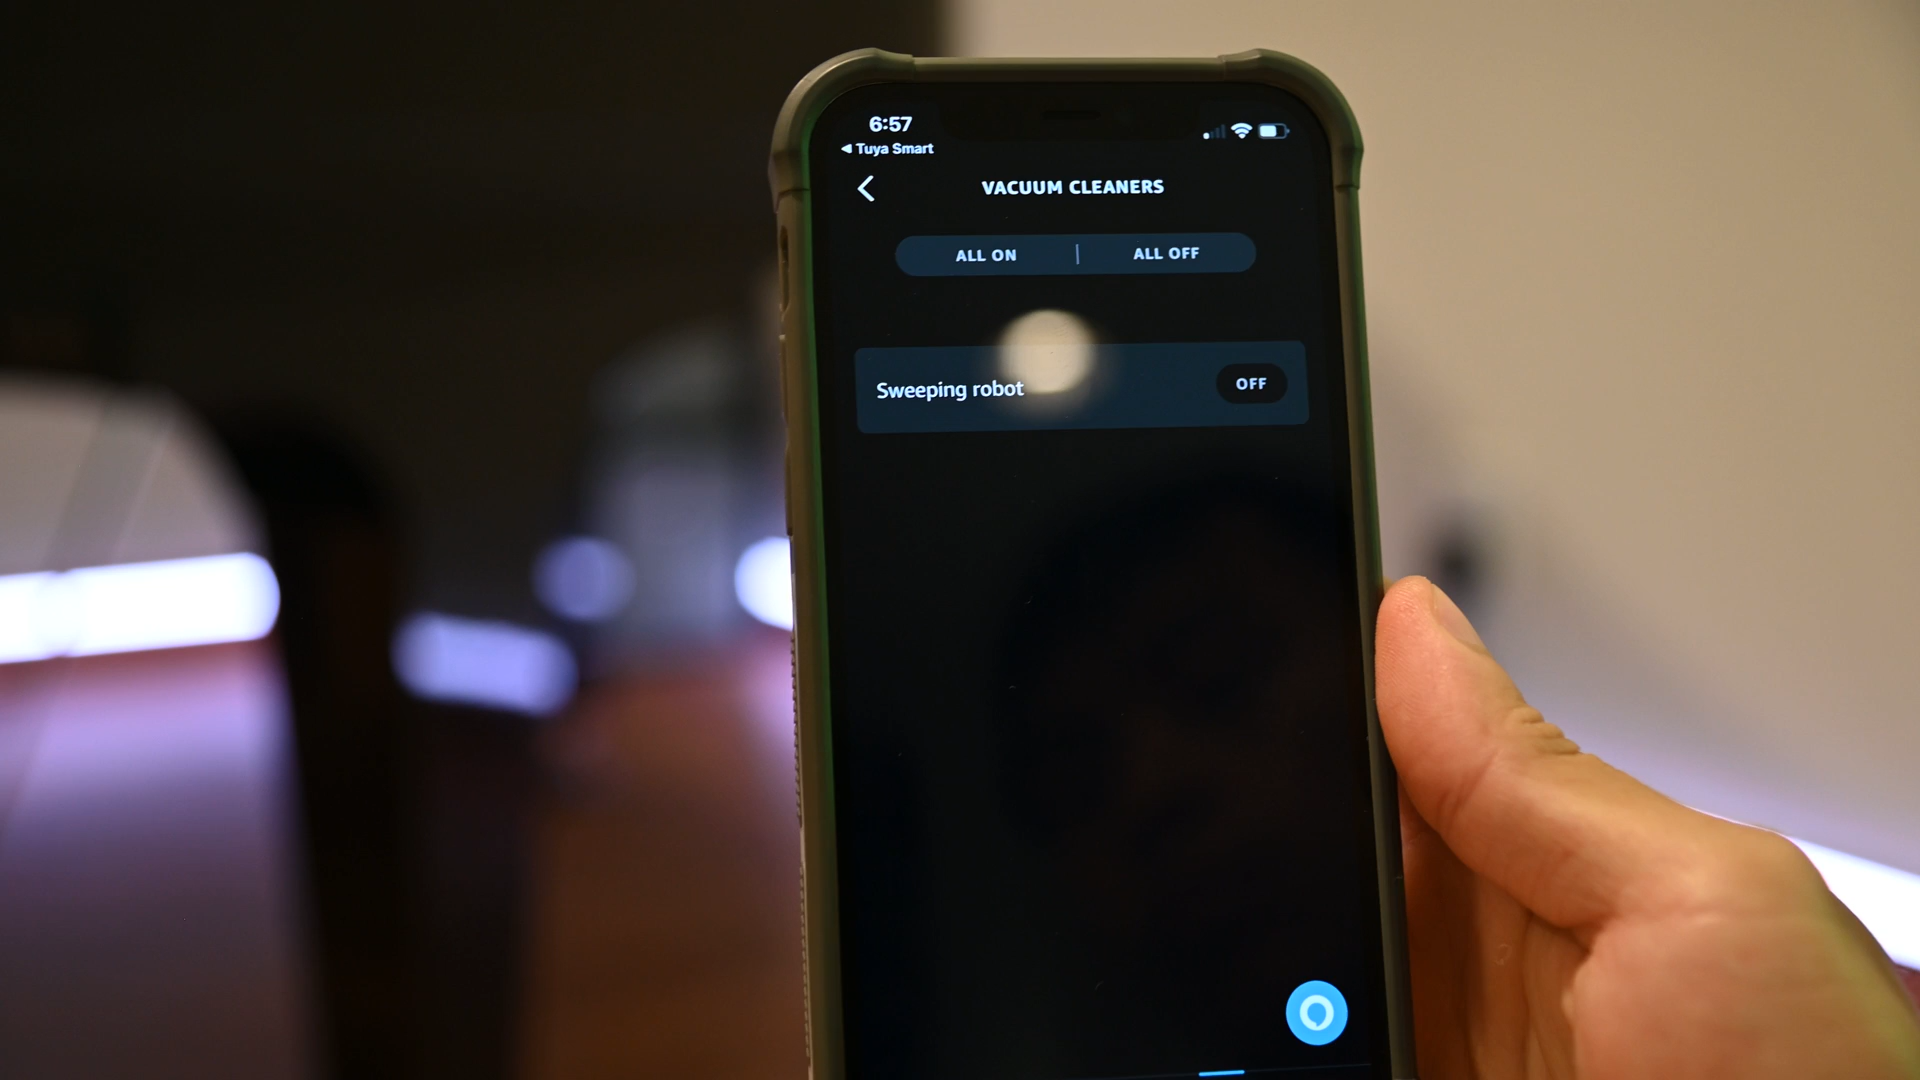 6:57
◀ Tuya Smart
VACUUM CLEANERS
ALL ON | ALL OFF
Sweeping robot OFF